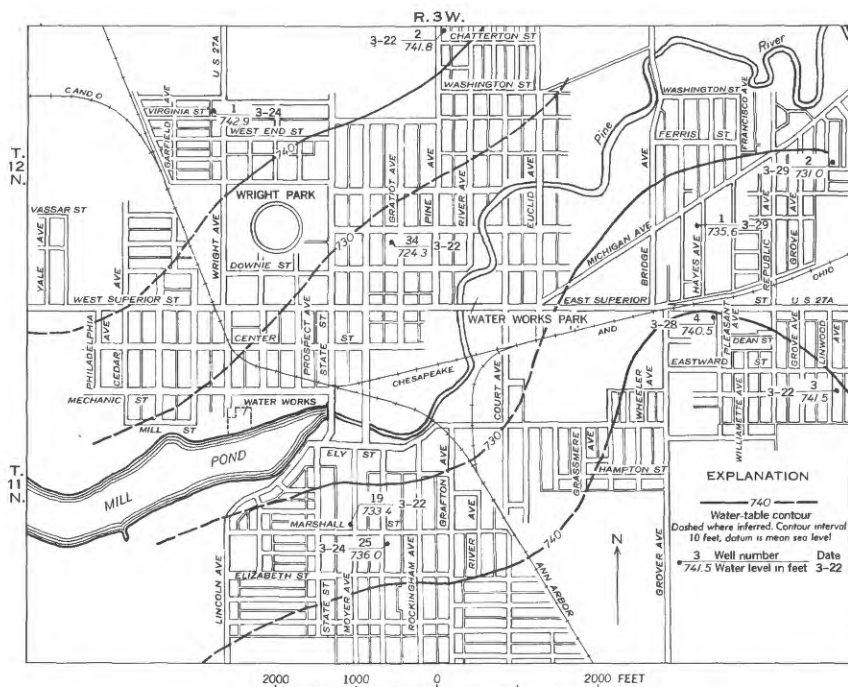 R. 3 W.
2
3-22
741.8
CHATTERTON ST
U S 27A
River
C AND O
WASHINGTON ST
WASHINGTON ST
GARFIELD AVE
VIRGINIA ST
1
3-24
742.9
WEST END ST
FRANCISCO AVE
FERRIS ST
Pine
740
T.
12
N.
2
3-29
731.0
WRIGHT PARK
GRATIOT AVE
PINE AVE
RIVER AVE
EUCLID AVE
VASSAR ST
YALE AVE
WRIGHT AVE
MICHIGAN AVE
BRIDGE AVE
HAYES AVE
1
3-29
735.6
REPUBLIC AVE
GROVE AVE
730
34
3-22
724.3
DOWNIE ST
OHIO
WEST SUPERIOR ST
EAST SUPERIOR ST
U S 27A
WATER WORKS PARK
AND
3-28
4
740.5
PHILADELPHIA AVE
CEDAR AVE
CENTER ST
PROSPECT AVE
STATE ST
PLEASANT AVE
DEAN ST
GROVE AVE
LINWOOD AVE
EASTWARD ST
CHESAPEAKE
MECHANIC ST
WATER WORKS
COURT AVE
WHEELER AVE
3
3-22
741.5
WILLIAMETTE AVE
MILL ST
730
MILL POND
ELY ST
GRAFTON AVE
GRASSMERE AVE
HAMPTON ST
T.
11
N.
EXPLANATION
740
Water-table contour
Dashed where inferred. Contour interval
10 feet, datum is mean sea level
3 Well number Date
741.5 Water level in feet 3-22
19
3-22
733.4
MARSHALL ST
25
3-24
736.0
RIVER AVE
740
N
ELIZABETH ST
LINCOLN AVE
STATE ST
MOYER AVE
ROCKINGHAM AVE
ANN ARBOR
GROVER AVE
2000 1000 0 2000 FEET